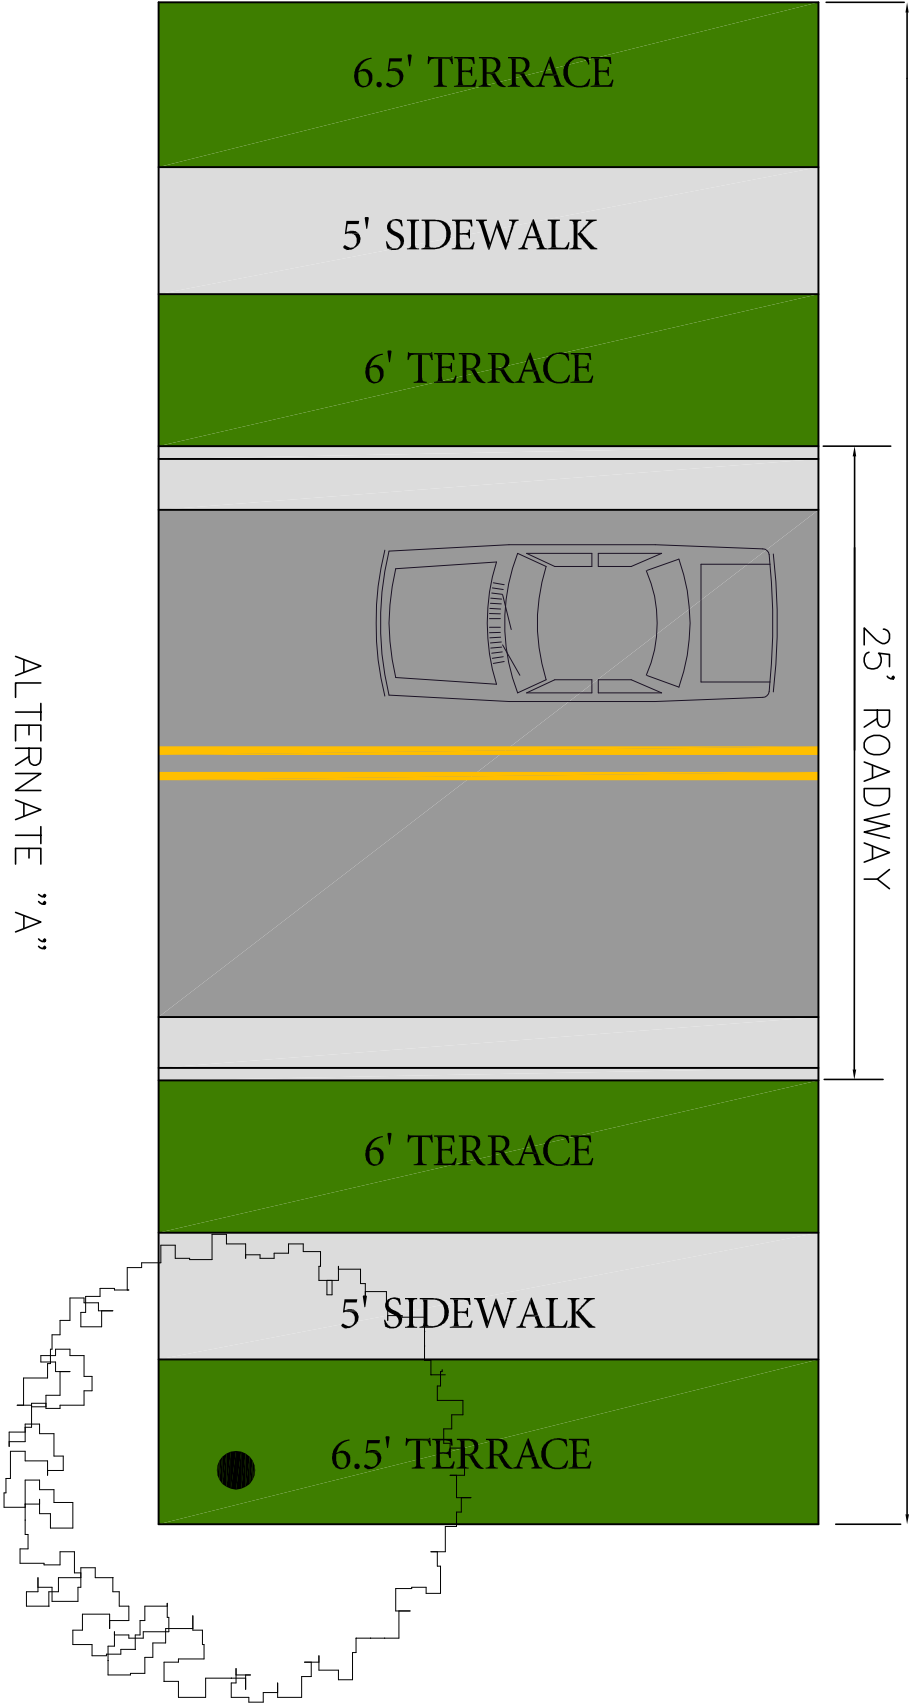 6.5' TERRACE
5' SIDEWALK
6' TERRACE
25' ROADWAY
ALTERNATE "A"
6' TERRACE
5' SIDEWALK
6.5' TERRACE